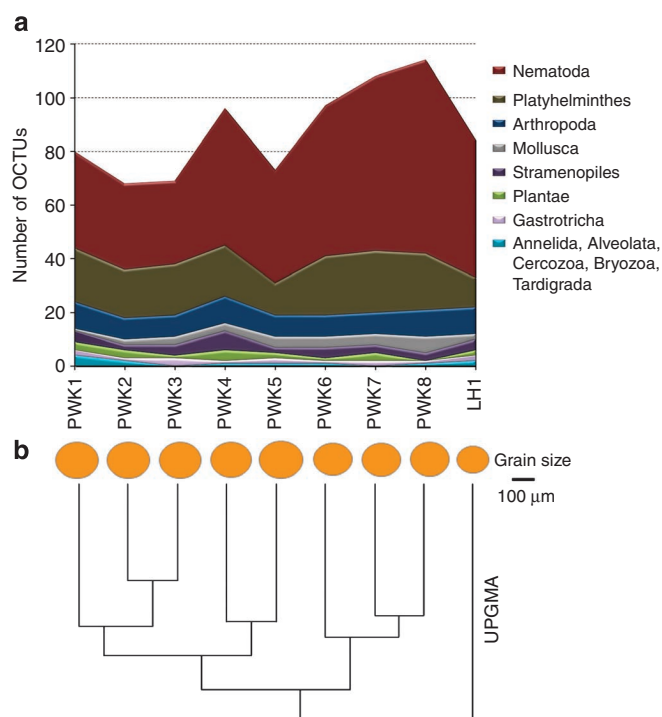 a
120
100
80
60
40
20
0
Number of OCTUs
Nematoda
Platyhelminthes
Arthropoda
Mollusca
Stramenopiles
Plantae
Gastrotricha
Annelida, Alveolata,
Cercozoa, Bryozoa,
Tardigrada
PWK1
PWK2
PWK3
PWK4
PWK5
PWK6
PWK7
PWK8
LH1
b
Grain size
100 μm
UPGMA